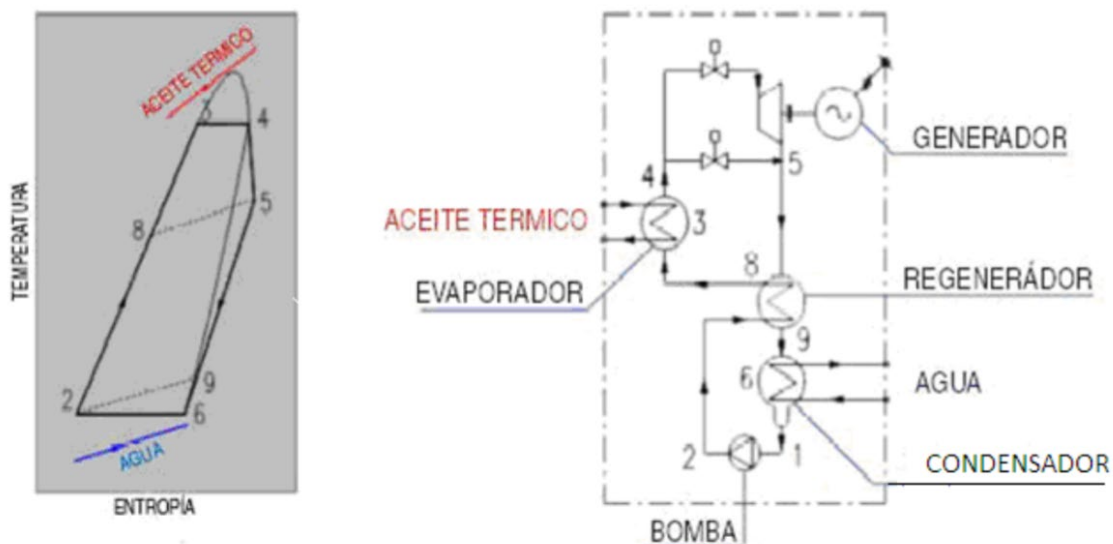 ACEITE TERMICO
3
4
8
5
2
9
6
AGUA
TEMPERATURA
ENTROPÍA
GENERADOR
5
4
ACEITE TERMICO
3
8
EVAPORADOR
REGENERÁDOR
9
6
AGUA
2
1
CONDENSADOR
BOMBA